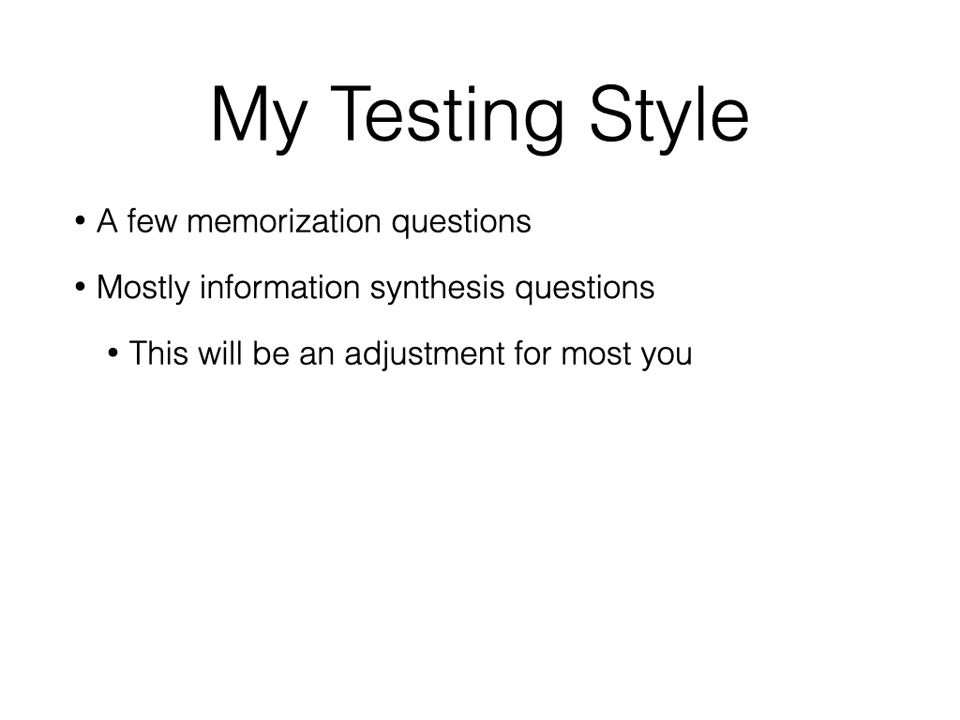 My Testing Style
• A few memorization questions
• Mostly information synthesis questions
• This will be an adjustment for most you